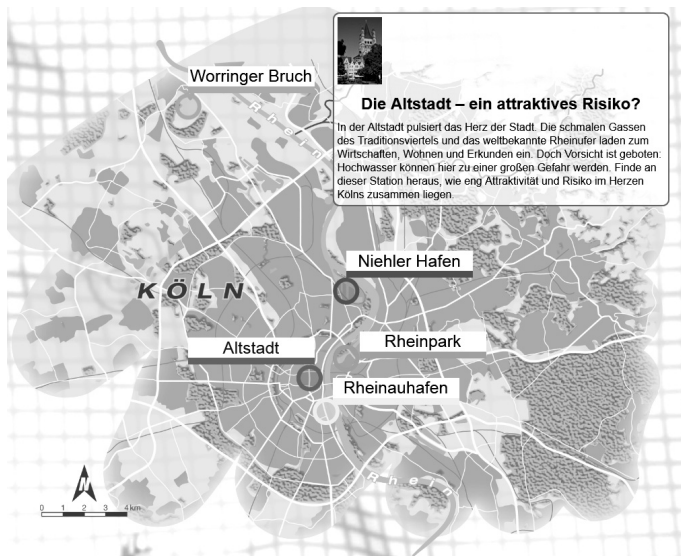 Worringer Bruch
Rhein
Die Altstadt – ein attraktives Risiko?
In der Altstadt pulsiert das Herz der Stadt. Die schmalen Gassen
des Traditionsviertels und das weltbekannte Rheinufer laden zum
Wirtschaften, Wohnen und Erkunden ein. Doch Vorsicht ist geboten:
Hochwasser können hier zu einer großen Gefahr werden. Finde an
dieser Station heraus, wie eng Attraktivität und Risiko im Herzen
Kölns zusammen liegen.
Niehler Hafen
KÖLN
Rheinpark
Altstadt
Rheinauhafen
Rhein
N
0 1 2 3 4 km